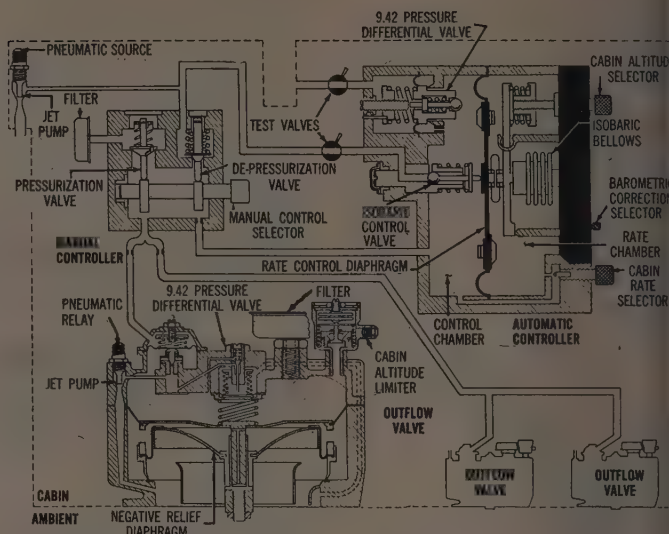 9.42 PRESSURE
DIFFERENTIAL VALVE
PNEUMATIC SOURCE
CABIN ALTITUDE
SELECTOR
JET
PUMP
FILTER
TEST VALVES
ISOBARIC
BELLOWS
PRESSURIZATION
VALVE
DE-PRESSURIZATION
VALVE
MANUAL CONTROL
SELECTOR
CONTROL
VALVE
BAROMETRIC
CORRECTION
SELECTOR
CONTROLLER
RATE CONTROL DIAPHRAGM
RATE
CHAMBER
9.42 PRESSURE
DIFFERENTIAL VALVE
FILTER
CABIN
RATE
SELECTOR
PNEUMATIC
RELAY
CONTROL
CHAMBER
AUTOMATIC
CONTROLLER
JET PUMP
CABIN
ALTITUDE
LIMITER
OUTFLOW
VALVE
OUTFLOW
VALVE
OUTFLOW
VALVE
CABIN
AMBIENT
NEGATIVE RELIEF
DIAPHRAGM